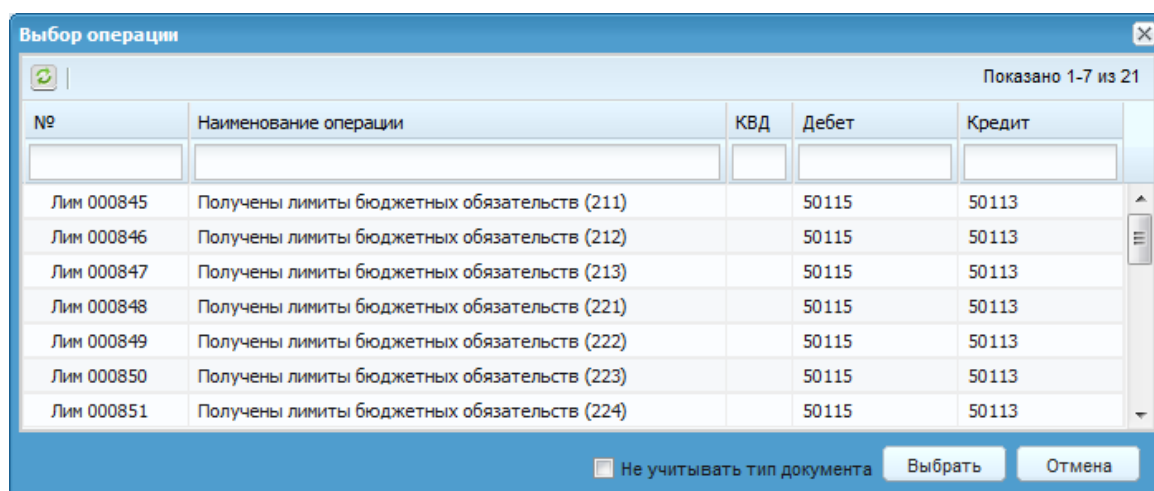 Выбор операции
Показано 1-7 из 21
№ Наименование операции КВД Дебет Кредит
Лим 000845 Получены лимиты бюджетных обязательств (211) 50115 50113
Лим 000846 Получены лимиты бюджетных обязательств (212) 50115 50113
Лим 000847 Получены лимиты бюджетных обязательств (213) 50115 50113
Лим 000848 Получены лимиты бюджетных обязательств (221) 50115 50113
Лим 000849 Получены лимиты бюджетных обязательств (222) 50115 50113
Лим 000850 Получены лимиты бюджетных обязательств (223) 50115 50113
Лим 000851 Получены лимиты бюджетных обязательств (224) 50115 50113
Не учитывать тип документа Выбрать Отмена